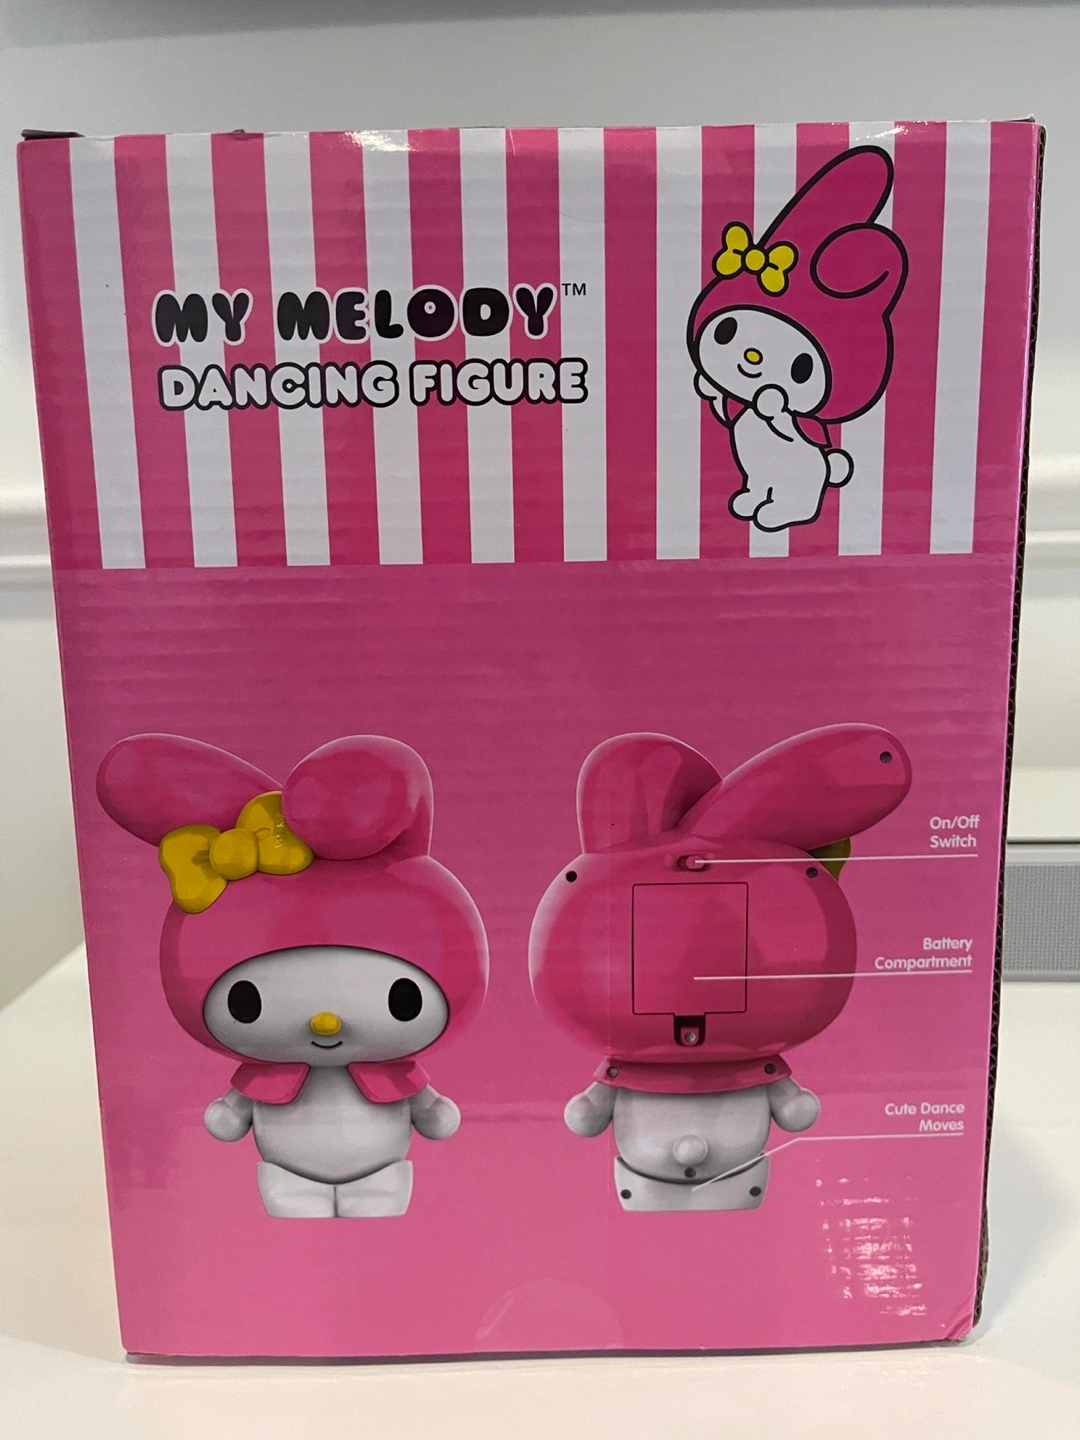 MY MELODY™
DANCING FIGURE
On/Off
Switch
Battery
Compartment
Cute Dance
Moves